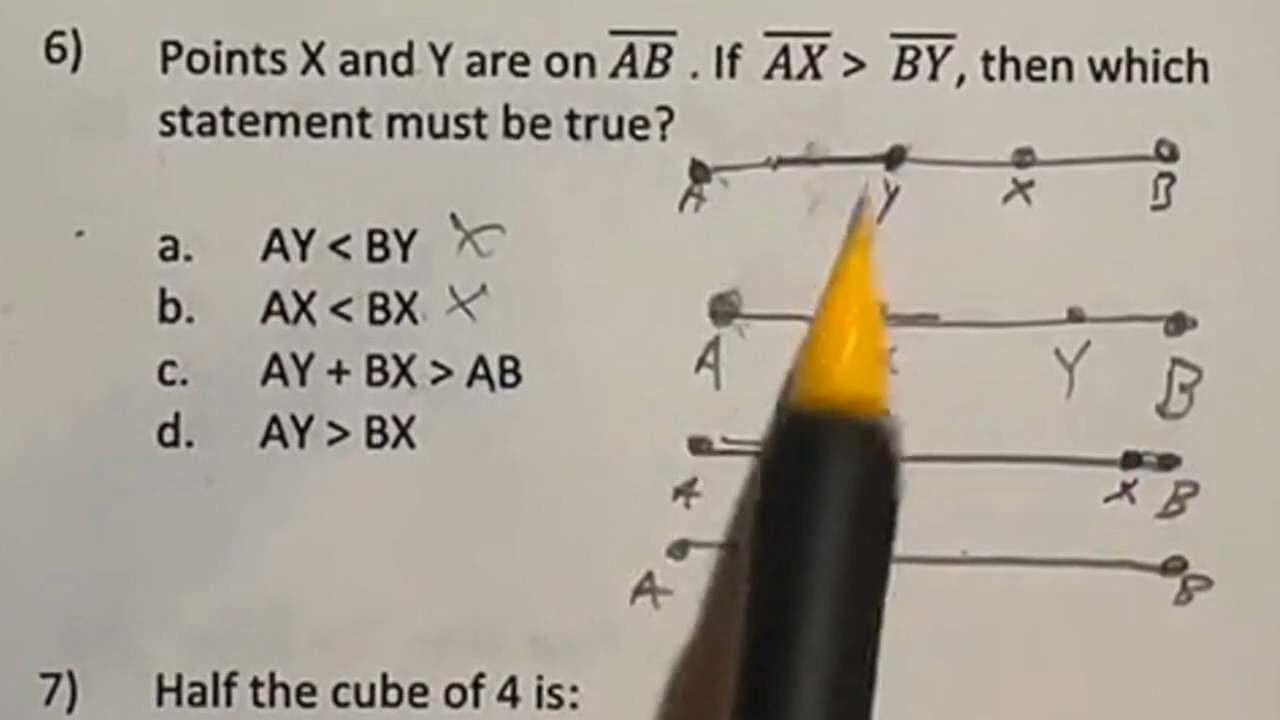 6) Points X and Y are on AB . If AX > BY, then which
statement must be true?
A Y X B
a. AY < BY X
b. AX < BX X
A Y B
c. AY + BX > AB
d. AY > BX
A X B
A B
7) Half the cube of 4 is: